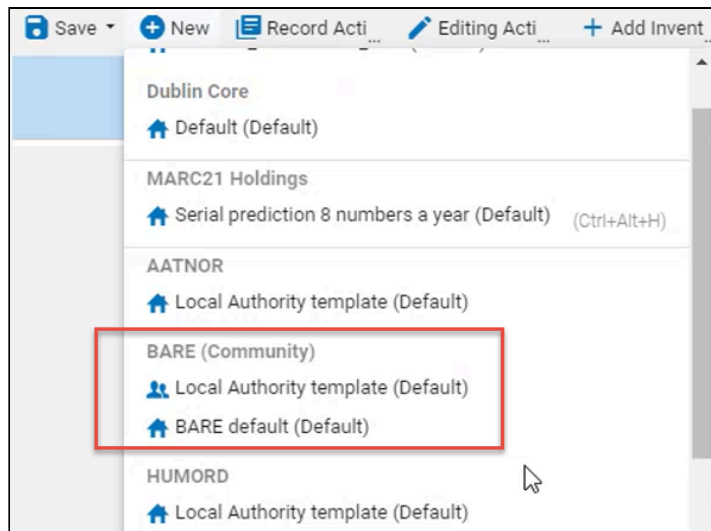 Save New Record Acti... Editing Acti... Add Invent
Dublin Core
Default (Default)
MARC21 Holdings
Serial prediction 8 numbers a year (Default) (Ctrl+Alt+H)
AATNOR
Local Authority template (Default)
BARE (Community)
Local Authority template (Default)
BARE default (Default)
HUMORD
Local Authority template (Default)